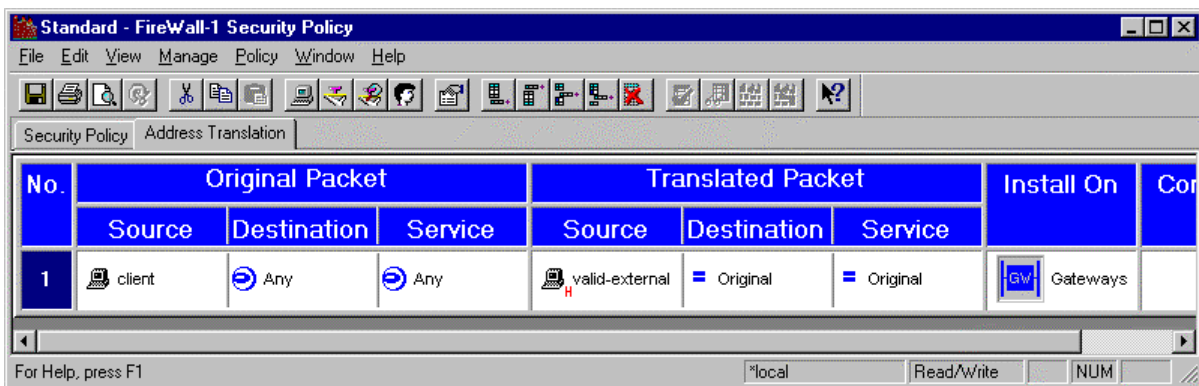 Standard - FireWall-1 Security Policy
File Edit View Manage Policy Window Help
Security Policy Address Translation
No. Original Packet Translated Packet Install On Cor
Source Destination Service Source Destination Service
1 client Any Any H valid-external = Original = Original GW Gateways
For Help, press F1 *local Read/Write NUM